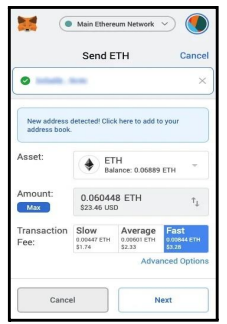 Main Ethereum Network
Send ETH
Cancel
New address detected! Click here to add to your
address book.
Asset:
ETH
Balance: 0.06889 ETH
Amount:
Max
0.060448 ETH
$23.46 USD
Transaction
Fee:
Slow
0.00447 ETH
$1.74
Average
0.00601 ETH
$2.33
Fast
0.00844 ETH
$3.28
Advanced Options
Cancel
Next